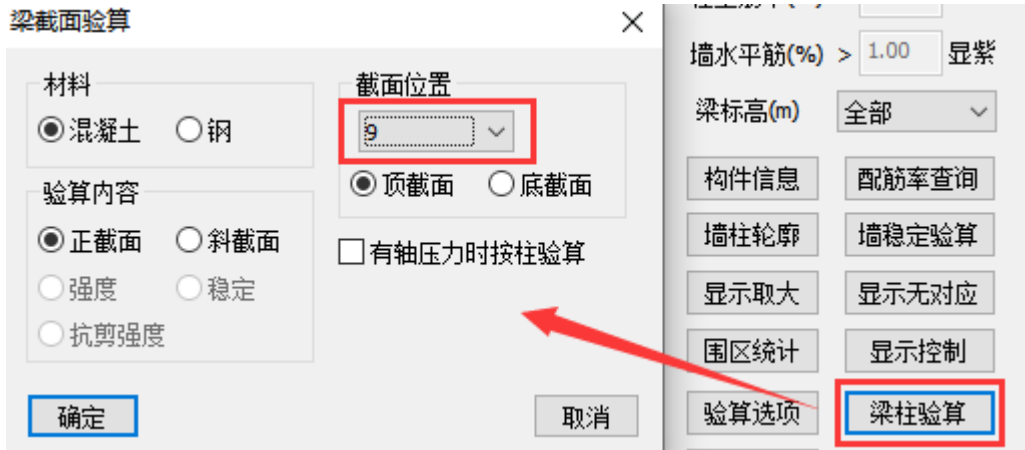 梁截面验算
材料
混凝土 钢
验算内容
正截面 斜截面
强度 稳定
抗剪强度
截面位置
9
顶截面 底截面
有轴压力时按柱验算
确定 取消
墙水平筋(%) > 1.00 显紫
梁标高(m) 全部
构件信息 配筋率查询
墙柱轮廓 墙稳定验算
显示取大 显示无对应
围区统计 显示控制
验算选项 梁柱验算